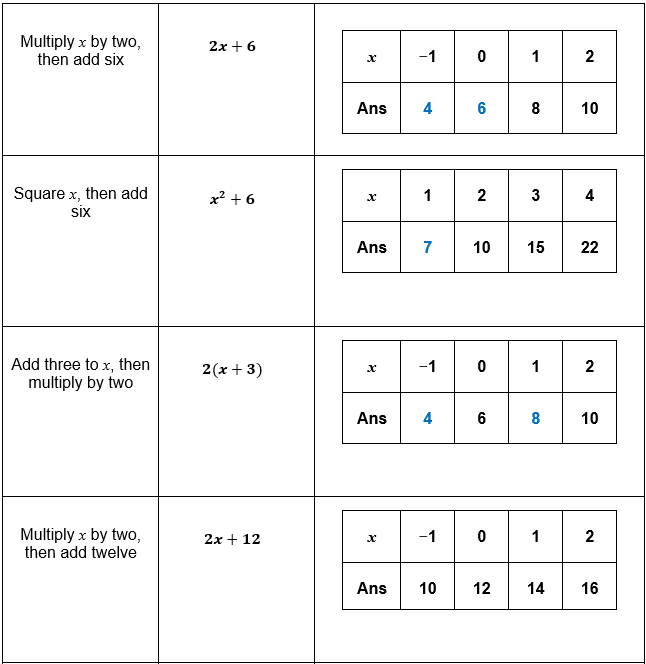 Multiply x by two,
then add six
2x + 6
x −1 0 1 2
Ans 4 6 8 10
Square x, then add
six
x² + 6
x 1 2 3 4
Ans 7 10 15 22
Add three to x, then
multiply by two
2(x + 3)
x −1 0 1 2
Ans 4 6 8 10
Multiply x by two,
then add twelve
2x + 12
x −1 0 1 2
Ans 10 12 14 16